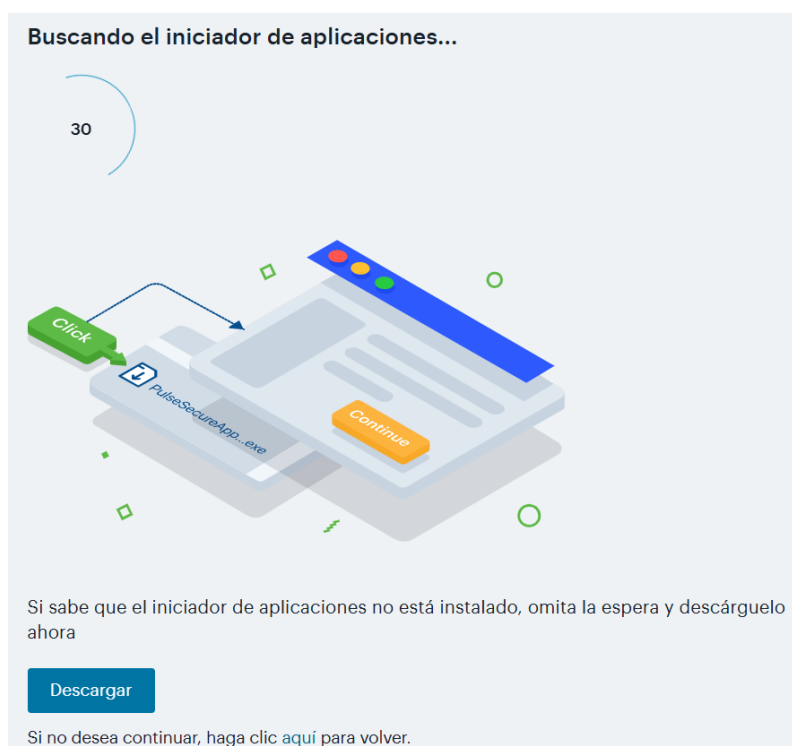 Buscando el iniciador de aplicaciones...
30
Click
PulseSecureApp...exe
Continue
Si sabe que el iniciador de aplicaciones no está instalado, omita la espera y descárguelo
ahora
Descargar
Si no desea continuar, haga clic aquí para volver.